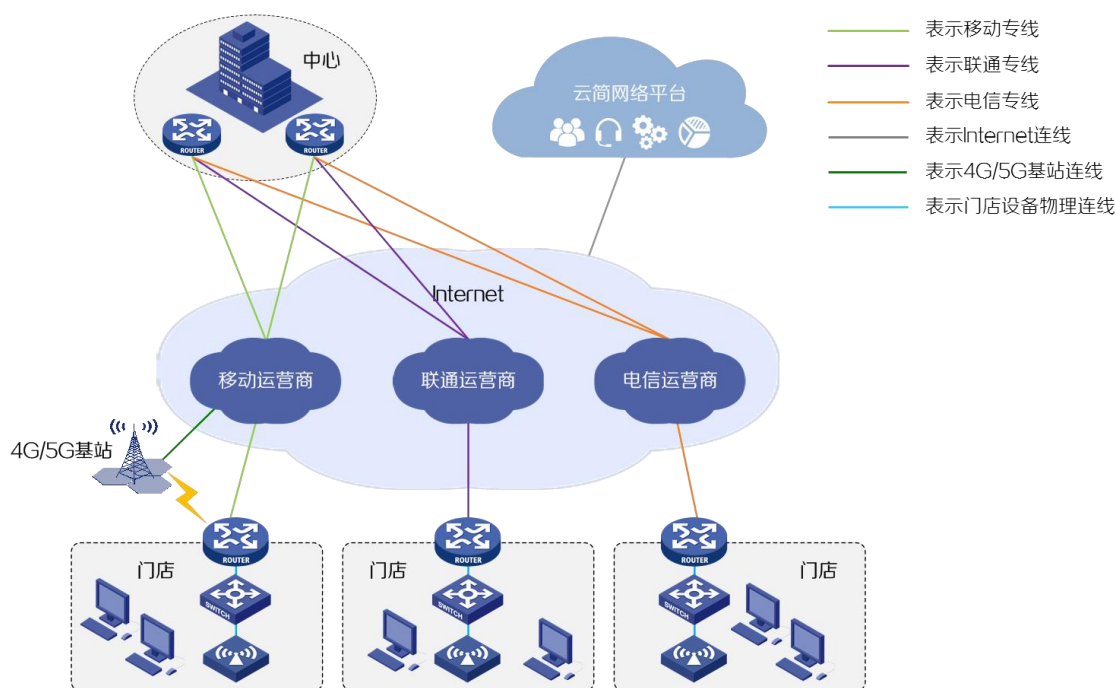 中心
ROUTER
ROUTER
云简网络平台
表示移动专线
表示联通专线
表示电信专线
表示Internet连线
表示4G/5G基站连线
表示门店设备物理连线
Internet
移动运营商
联通运营商
电信运营商
4G/5G基站
ROUTER
ROUTER
ROUTER
门店
门店
门店
SWITCH
SWITCH
SWITCH